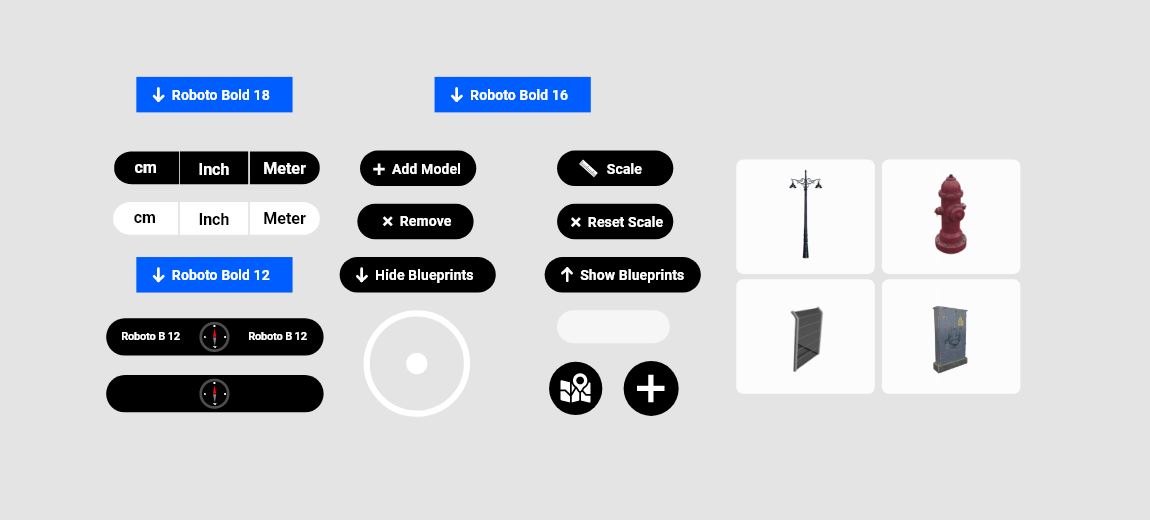 Roboto Bold 18
Roboto Bold 16
cm Inch Meter
Add Model
Scale
cm Inch Meter
Remove
Reset Scale
Roboto Bold 12
Hide Blueprints
Show Blueprints
Roboto B 12
Roboto B 12